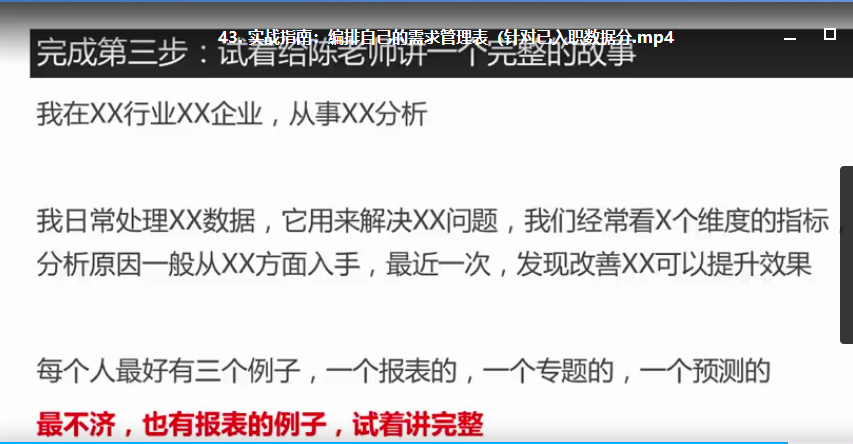 43. 实战指南：编排自己的需求管理表（针对已入职数据分.mp4
完成第三步：试着给陈老师讲一个完整的故事
我在XX行业XX企业，从事XX分析
我日常处理XX数据，它用来解决XX问题，我们经常看X个维度的指标，
分析原因一般从XX方面入手，最近一次，发现改善XX可以提升效果
每个人最好有三个例子，一个报表的，一个专题的，一个预测的
最不济，也有报表的例子，试着讲完整